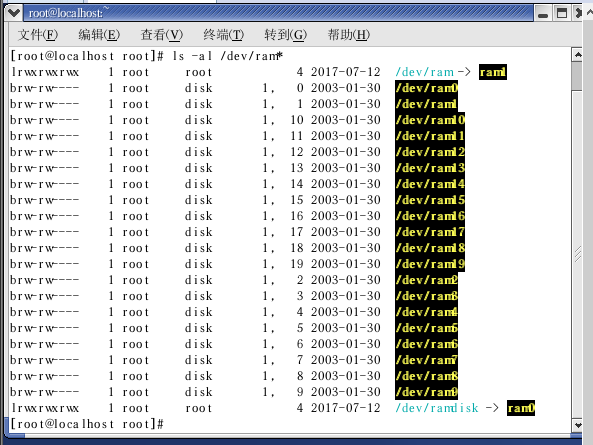 root@localhost:~
文件(F) 编辑(E) 查看(V) 终端(T) 转到(G) 帮助(H)
[root@localhost root]# ls -al /dev/ram*
lrwxrwxrwx 1 root root 4 2017-07-12 /dev/ram -> ram1
brw-rw---- 1 root disk 1, 0 2003-01-30 /dev/ram0
brw-rw---- 1 root disk 1, 1 2003-01-30 /dev/ram1
brw-rw---- 1 root disk 1, 10 2003-01-30 /dev/ram10
brw-rw---- 1 root disk 1, 11 2003-01-30 /dev/ram11
brw-rw---- 1 root disk 1, 12 2003-01-30 /dev/ram12
brw-rw---- 1 root disk 1, 13 2003-01-30 /dev/ram13
brw-rw---- 1 root disk 1, 14 2003-01-30 /dev/ram14
brw-rw---- 1 root disk 1, 15 2003-01-30 /dev/ram15
brw-rw---- 1 root disk 1, 16 2003-01-30 /dev/ram16
brw-rw---- 1 root disk 1, 17 2003-01-30 /dev/ram17
brw-rw---- 1 root disk 1, 18 2003-01-30 /dev/ram18
brw-rw---- 1 root disk 1, 19 2003-01-30 /dev/ram19
brw-rw---- 1 root disk 1, 2 2003-01-30 /dev/ram2
brw-rw---- 1 root disk 1, 3 2003-01-30 /dev/ram3
brw-rw---- 1 root disk 1, 4 2003-01-30 /dev/ram4
brw-rw---- 1 root disk 1, 5 2003-01-30 /dev/ram5
brw-rw---- 1 root disk 1, 6 2003-01-30 /dev/ram6
brw-rw---- 1 root disk 1, 7 2003-01-30 /dev/ram7
brw-rw---- 1 root disk 1, 8 2003-01-30 /dev/ram8
brw-rw---- 1 root disk 1, 9 2003-01-30 /dev/ram9
lrwxrwxrwx 1 root root 4 2017-07-12 /dev/ramdisk -> ram0
[root@localhost root]#